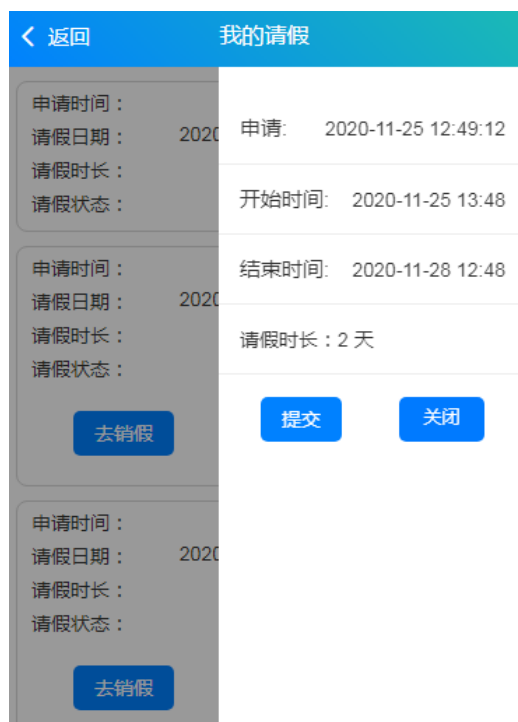 返回
我的请假
申请时间：
请假日期： 2020
请假时长：
请假状态：
申请时间：
请假日期： 2020
请假时长：
请假状态：
去销假
申请时间：
请假日期： 2020
请假时长：
请假状态：
去销假
申请: 2020-11-25 12:49:12
开始时间: 2020-11-25 13:48
结束时间: 2020-11-28 12:48
请假时长：2 天
提交 关闭